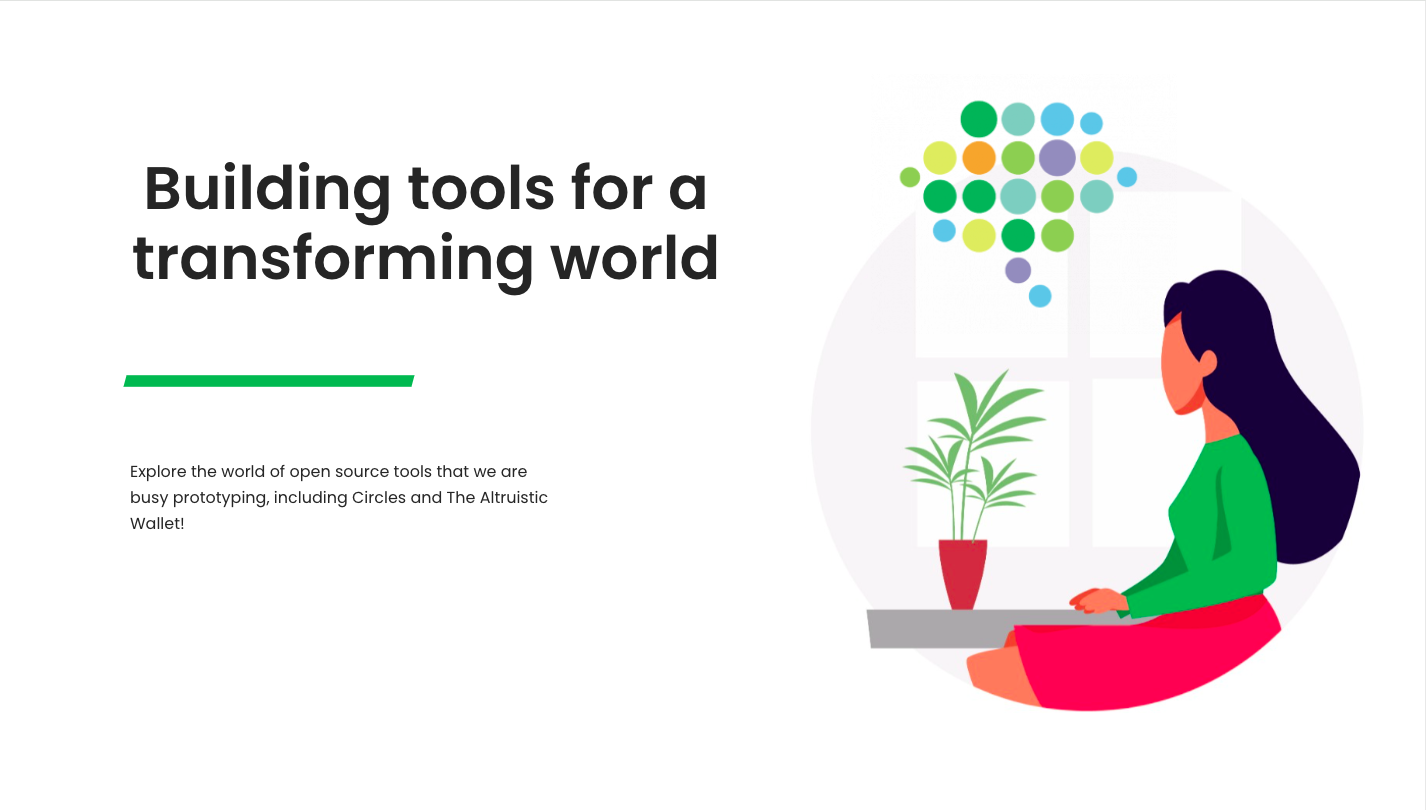 Building tools for a
transforming world
Explore the world of open source tools that we are
busy prototyping, including Circles and The Altruistic
Wallet!